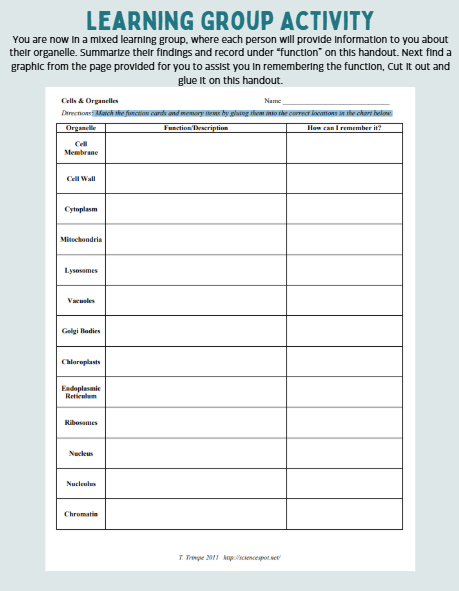 LEARNING GROUP ACTIVITY
You are now in a mixed learning group, where each person will provide information to you about
their organelle. Summarize their findings and record under “function” on this handout. Next find a
graphic from the page provided for you to assist you in remembering the function, Cut it out and
glue it on this handout.
Cells & Organelles Name ____________________
Directions: Match the function cards and memory items by gluing them into the correct locations in the chart below.
Organelle Function/Description How can I remember it?
Cell
Membrane
Cell Wall
Cytoplasm
Mitochondria
Lysosomes
Vacuoles
Golgi Bodies
Chloroplasts
Endoplasmic
Reticulum
Ribosomes
Nucleus
Nucleolus
Chromatin
T. Trimpe 2011 http://sciencespot.net/